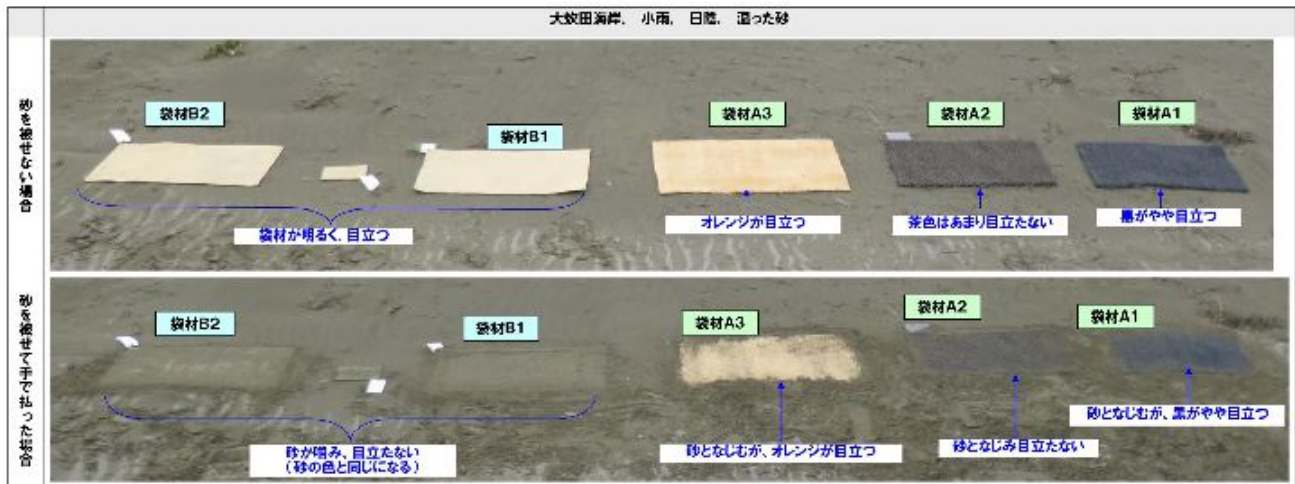 大炊田海岸， 小雨， 日陰， 湿った砂
砂を被せない場合
袋材B2
袋材B1
袋材A3
袋材A2
袋材A1
袋材が明るく、目立つ
オレンジが目立つ
茶色はあまり目立たない
黒がやや目立つ
砂を被せて手で払った場合
袋材B2
袋材B1
袋材A3
袋材A2
袋材A1
砂が噛み、目立たない
（砂の色と同じになる）
砂となじむが、オレンジが目立つ
砂となじみ目立たない
砂となじむが、黒がやや目立つ